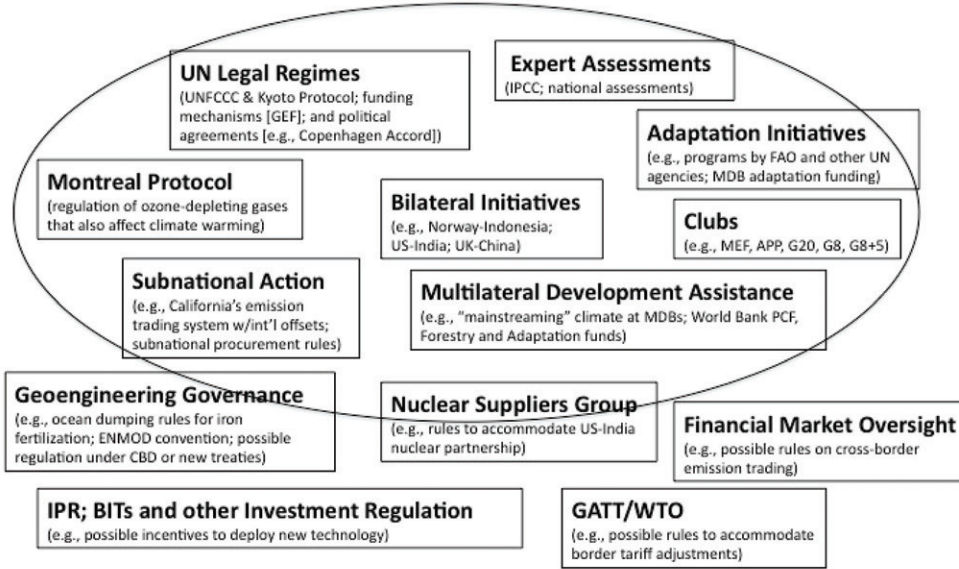 UN Legal Regimes
(UNFCCC & Kyoto Protocol; funding
mechanisms [GEF]; and political
agreements [e.g., Copenhagen Accord])
Expert Assessments
(IPCC; national assessments)
Adaptation Initiatives
(e.g., programs by FAO and other UN
agencies; MDB adaptation funding)
Montreal Protocol
(regulation of ozone-depleting gases
that also affect climate warming)
Bilateral Initiatives
(e.g., Norway-Indonesia;
US-India; UK-China)
Clubs
(e.g., MEF, APP, G20, G8, G8+5)
Subnational Action
(e.g., California's emission
trading system w/int'l offsets;
subnational procurement rules)
Multilateral Development Assistance
(e.g., "mainstreaming" climate at MDBs; World Bank PCF,
Forestry and Adaptation funds)
Geoengineering Governance
(e.g., ocean dumping rules for iron
fertilization; ENMOD convention; possible
regulation under CBD or new treaties)
Nuclear Suppliers Group
(e.g., rules to accommodate US-India
nuclear partnership)
Financial Market Oversight
(e.g., possible rules on cross-border
emission trading)
IPR; BITs and other Investment Regulation
(e.g., possible incentives to deploy new technology)
GATT/WTO
(e.g., possible rules to accommodate
border tariff adjustments)